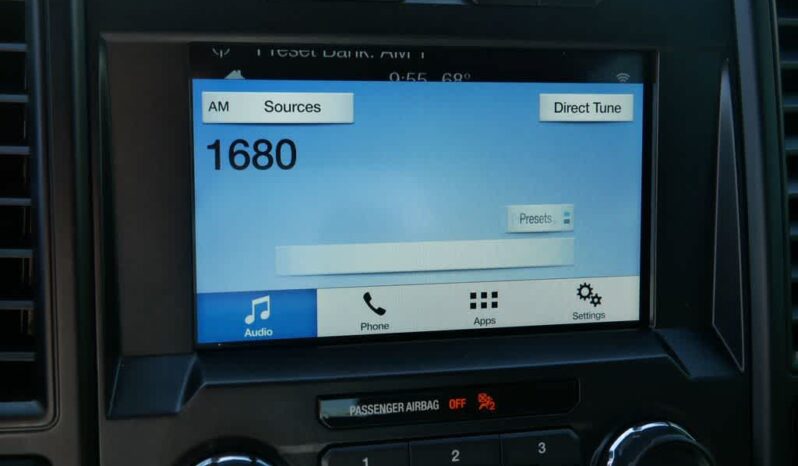 Preset Bank: AM 1
9:55 68°
AM Sources
Direct Tune
1680
Presets
Audio
Phone
Apps
Settings
PASSENGER AIRBAG OFF 2
1 2 3